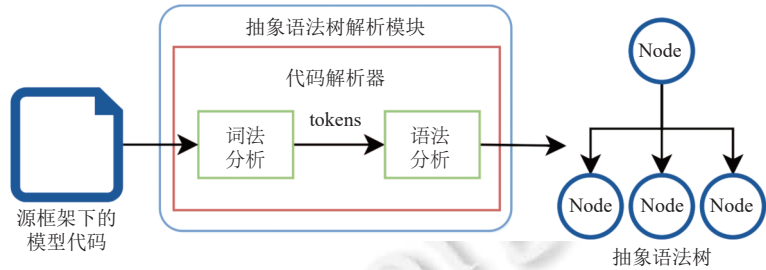 抽象语法树解析模块
代码解析器
词法
分析
tokens
语法
分析
源框架下的
模型代码
Node
Node
Node
Node
抽象语法树